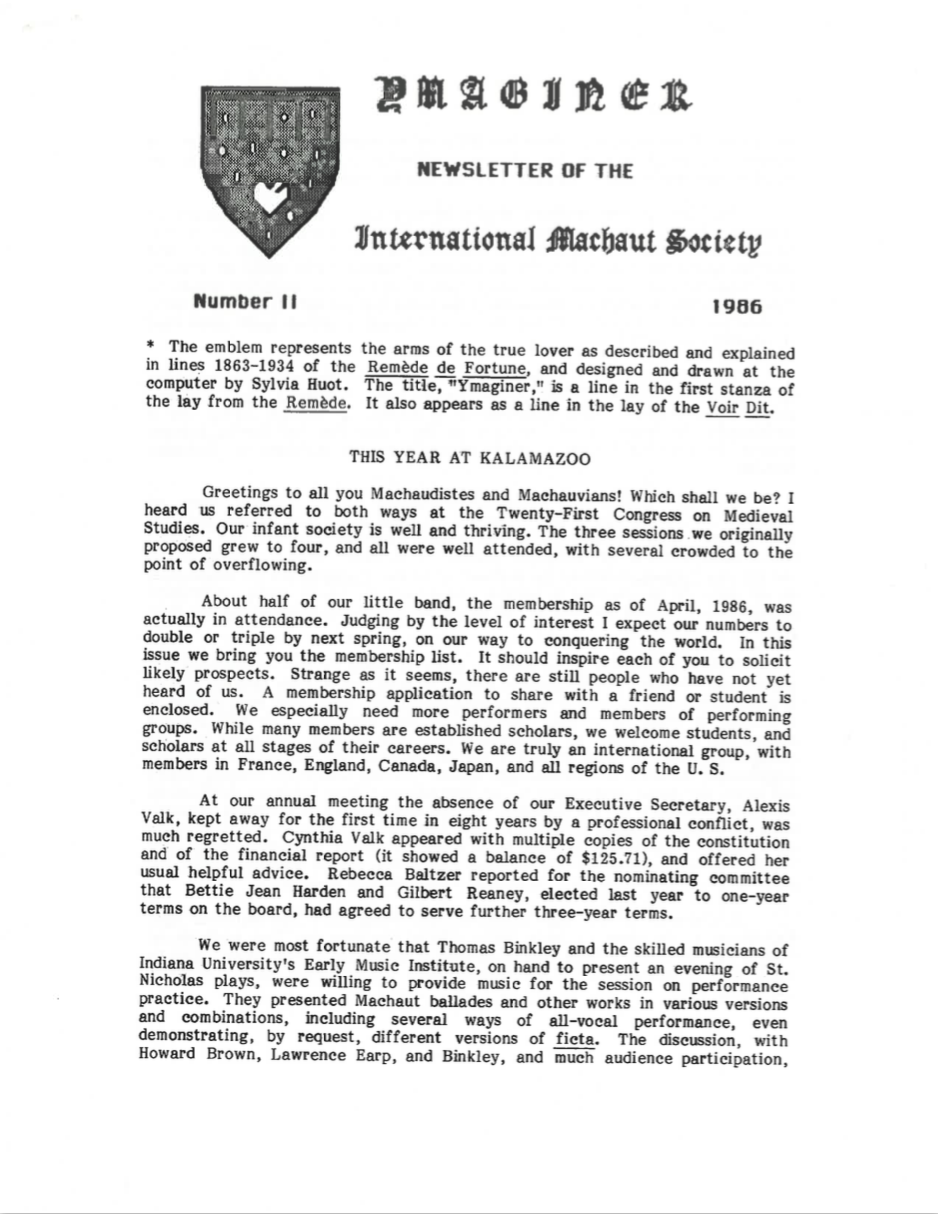 YMAGINER
NEWSLETTER OF THE
International Machaut Society
Number II
1986
* The emblem represents the arms of the true lover as described and explained
in lines 1863-1934 of the Remède de Fortune, and designed and drawn at the
computer by Sylvia Huot. The title, "Ymaginer," is a line in the first stanza of
the lay from the Remède. It also appears as a line in the lay of the Voir Dit.
THIS YEAR AT KALAMAZOO
Greetings to all you Machaudistes and Machauvians! Which shall we be? I
heard us referred to both ways at the Twenty-First Congress on Medieval
Studies. Our infant society is well and thriving. The three sessions we originally
proposed grew to four, and all were well attended, with several crowded to the
point of overflowing.
About half of our little band, the membership as of April, 1986, was
actually in attendance. Judging by the level of interest I expect our numbers to
double or triple by next spring, on our way to conquering the world. In this
issue we bring you the membership list. It should inspire each of you to solicit
likely prospects. Strange as it seems, there are still people who have not yet
heard of us. A membership application to share with a friend or student is
enclosed. We especially need more performers and members of performing
groups. While many members are established scholars, we welcome students, and
scholars at all stages of their careers. We are truly an international group, with
members in France, England, Canada, Japan, and all regions of the U. S.
At our annual meeting the absence of our Executive Secretary, Alexis
Valk, kept away for the first time in eight years by a professional conflict, was
much regretted. Cynthia Valk appeared with multiple copies of the constitution
and of the financial report (it showed a balance of $125.71), and offered her
usual helpful advice. Rebecca Baltzer reported for the nominating committee
that Bettie Jean Harden and Gilbert Reaney, elected last year to one-year
terms on the board, had agreed to serve further three-year terms.
We were most fortunate that Thomas Binkley and the skilled musicians of
Indiana University's Early Music Institute, on hand to present an evening of St.
Nicholas plays, were willing to provide music for the session on performance
practice. They presented Machaut ballades and other works in various versions
and combinations, including several ways of all-vocal performance, even
demonstrating, by request, different versions of ficta. The discussion, with
Howard Brown, Lawrence Earp, and Binkley, and much audience participation,